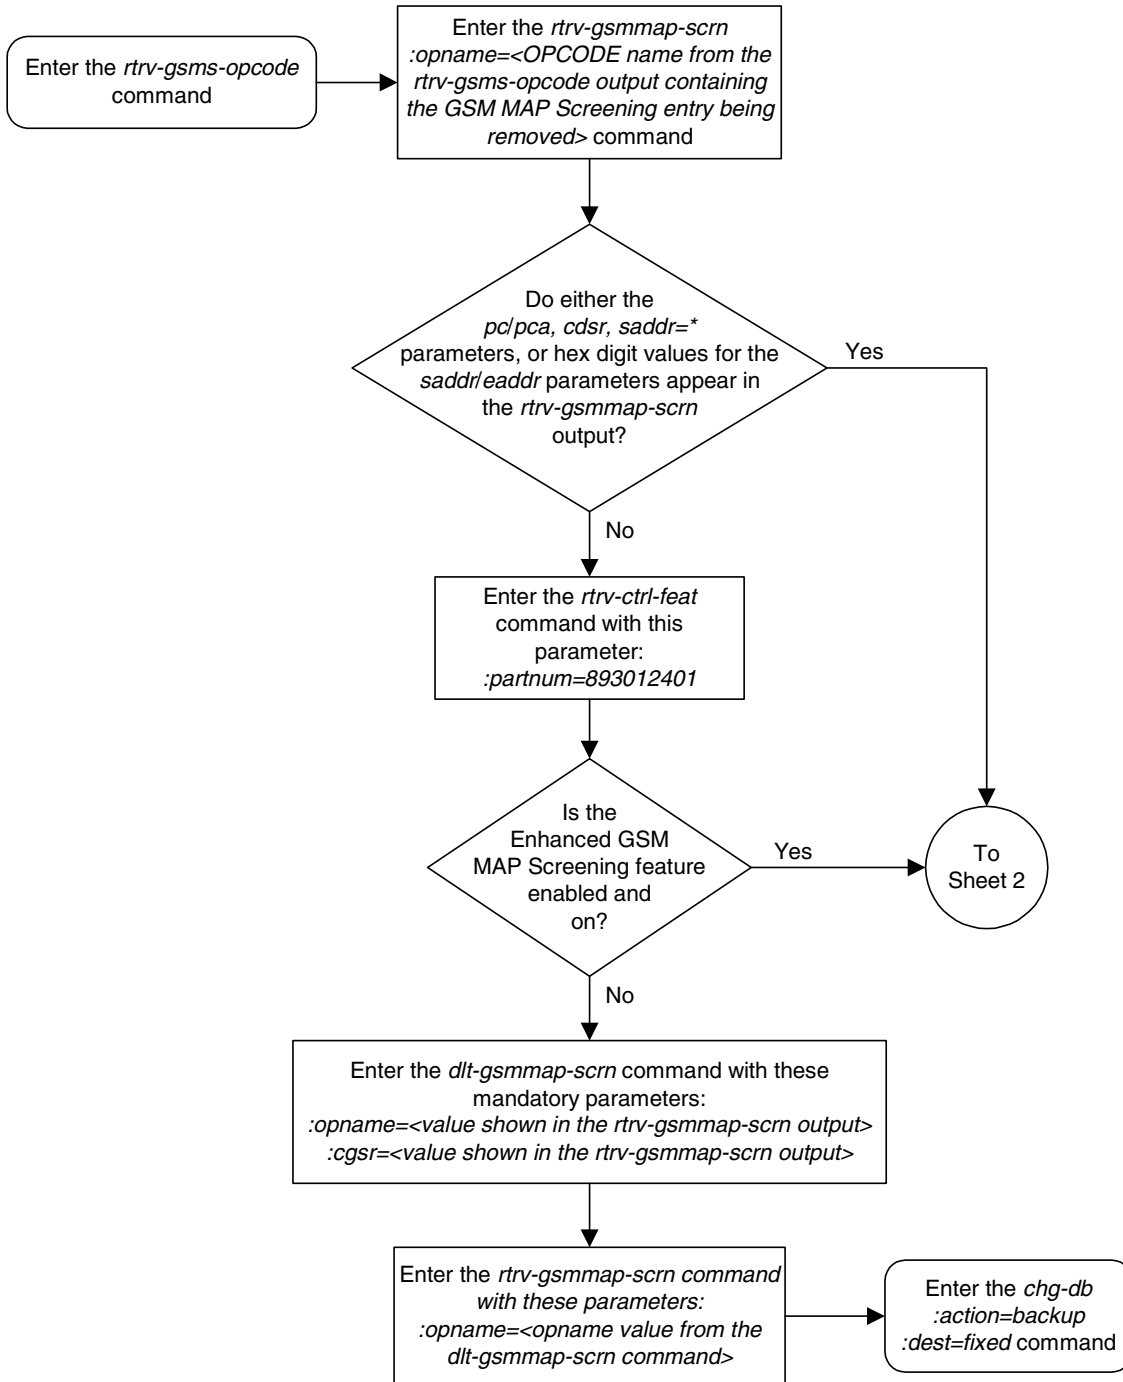 Enter the rtrv-gsms-opcode
command
Enter the rtrv-gsmmap-scrn
:opname=<OPCODE name from the
rtrv-gsms-opcode output containing
the GSM MAP Screening entry being
removed> command
Do either the
pc/pca, cdsr, saddr=*
parameters, or hex digit values for the
saddr/eaddr parameters appear in
the rtrv-gsmmap-scrn
output?
Yes
No
Enter the rtrv-ctrl-feat
command with this
parameter:
:partnum=893012401
Is the
Enhanced GSM
MAP Screening feature
enabled and
on?
Yes
To
Sheet 2
No
Enter the dlt-gsmmap-scrn command with these
mandatory parameters:
:opname=<value shown in the rtrv-gsmmap-scrn output>
:cgsr=<value shown in the rtrv-gsmmap-scrn output>
Enter the rtrv-gsmmap-scrn command
with these parameters:
:opname=<opname value from the
dlt-gsmmap-scrn command>
Enter the chg-db
:action=backup
:dest=fixed command